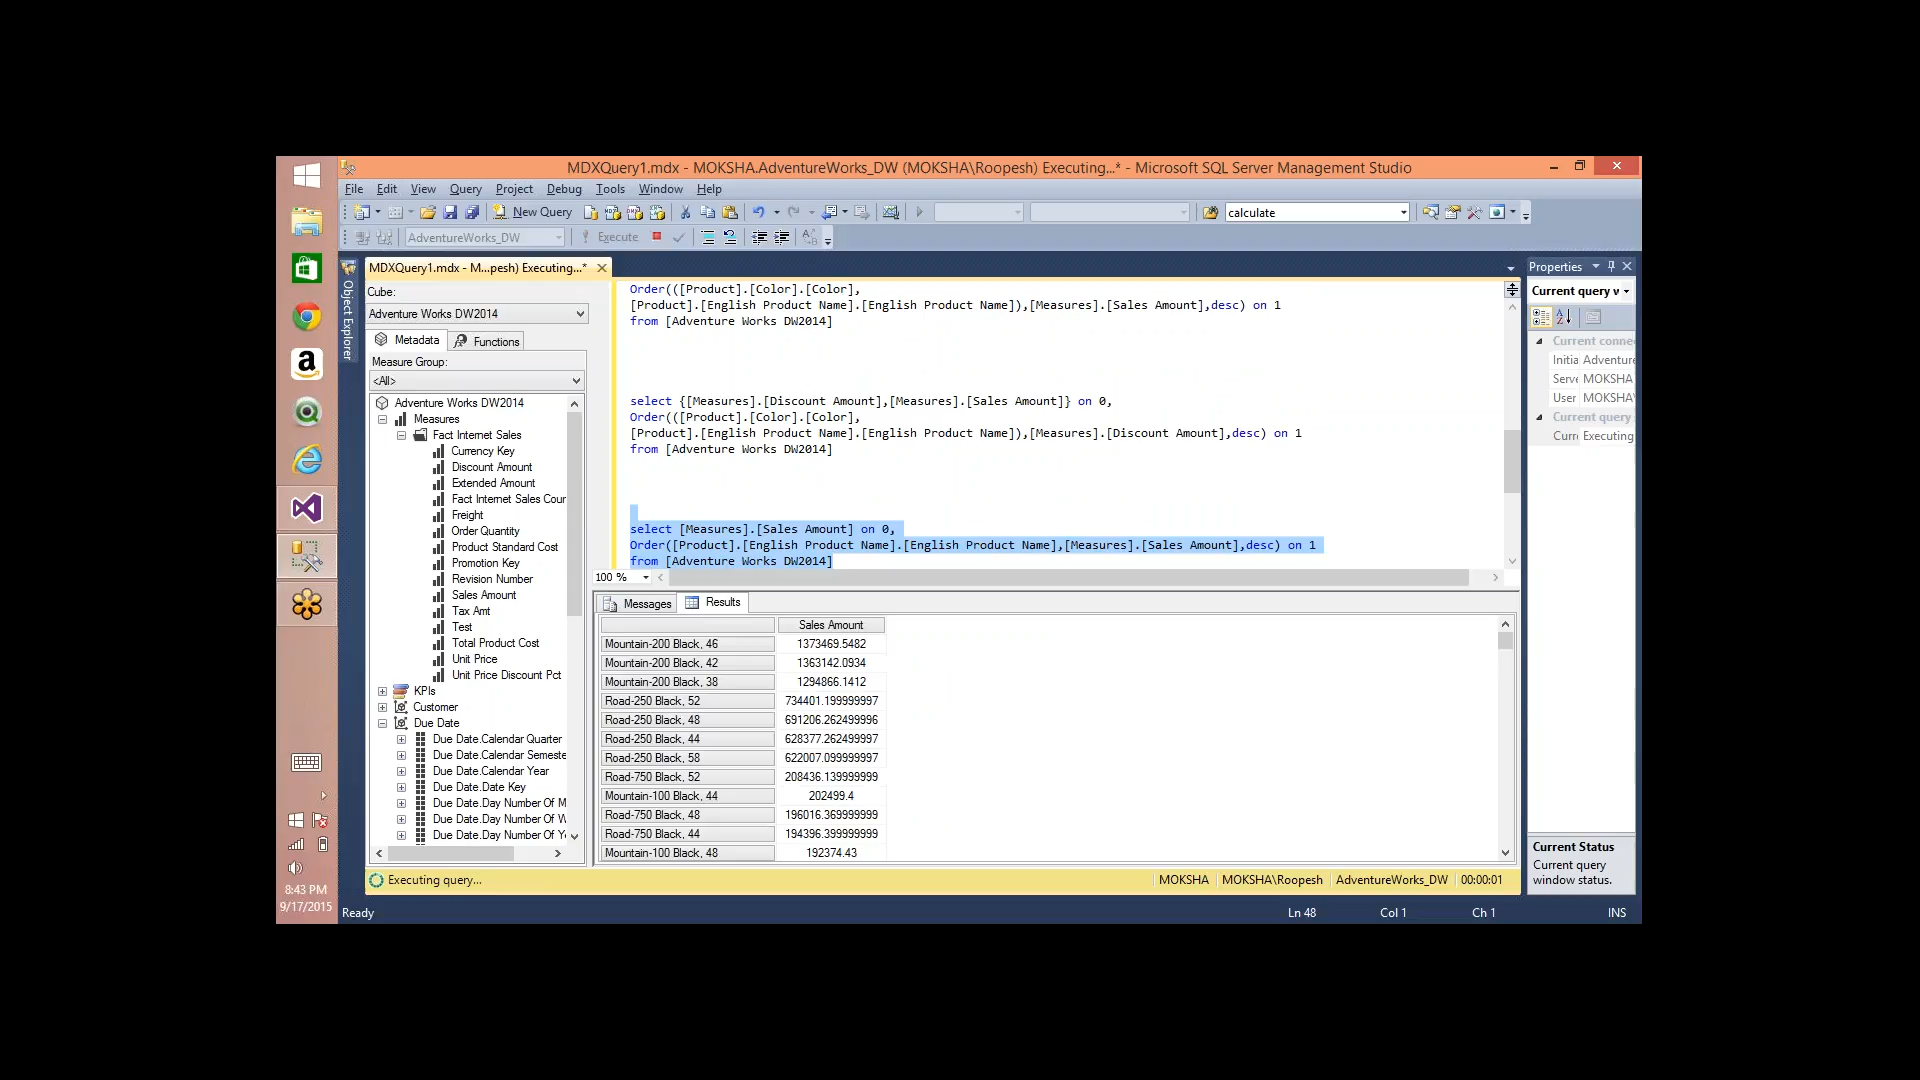 MDXQuery1.mdx - MOKSHA.AdventureWorks_DW (MOKSHA\Roopesh) Executing...* - Microsoft SQL Server Management Studio
File Edit View Query Project Debug Tools Window Help
New Query
calculate
AdventureWorks_DW
Execute
Object Explorer
MDXQuery1.mdx - M...pesh) Executing...*
Cube:
Adventure Works DW2014
Metadata
Functions
Measure Group:
<All>
Adventure Works DW2014
Measures
Fact Internet Sales
Currency Key
Discount Amount
Extended Amount
Fact Internet Sales Cour
Freight
Order Quantity
Product Standard Cost
Promotion Key
Revision Number
Sales Amount
Tax Amt
Test
Total Product Cost
Unit Price
Unit Price Discount Pct
KPIs
Customer
Due Date
Due Date.Calendar Quarter
Due Date.Calendar Semeste
Due Date.Calendar Year
Due Date.Date Key
Due Date.Day Number Of M
Due Date.Day Number Of W
Due Date.Day Number Of Y
Order(([Product].[Color].[Color],
[Product].[English Product Name].[English Product Name]),[Measures].[Sales Amount],desc) on 1
from [Adventure Works DW2014]
select {[Measures].[Discount Amount],[Measures].[Sales Amount]} on 0,
Order(([Product].[Color].[Color],
[Product].[English Product Name].[English Product Name]),[Measures].[Discount Amount],desc) on 1
from [Adventure Works DW2014]
select [Measures].[Sales Amount] on 0,
Order([Product].[English Product Name].[English Product Name],[Measures].[Sales Amount],desc) on 1
from [Adventure Works DW2014]
100 %
Messages
Results
Sales Amount
Mountain-200 Black, 46 1373469.5482
Mountain-200 Black, 42 1363142.0934
Mountain-200 Black, 38 1294866.1412
Road-250 Black, 52 734401.199999997
Road-250 Black, 48 691206.262499996
Road-250 Black, 44 628377.262499997
Road-250 Black, 58 622007.099999997
Road-750 Black, 52 208436.139999999
Mountain-100 Black, 44 202499.4
Road-750 Black, 48 196016.369999999
Road-750 Black, 44 194396.399999999
Mountain-100 Black, 48 192374.43
Properties
Current query v
Current conne
Initia Adventure
Serve MOKSHA
User MOKSHA\
Current query
Curr Executing
Current Status
Current query
window status.
Executing query...
MOKSHA
MOKSHA\Roopesh
AdventureWorks_DW
00:00:01
Ready
Ln 48
Col 1
Ch 1
INS
8:43 PM
9/17/2015